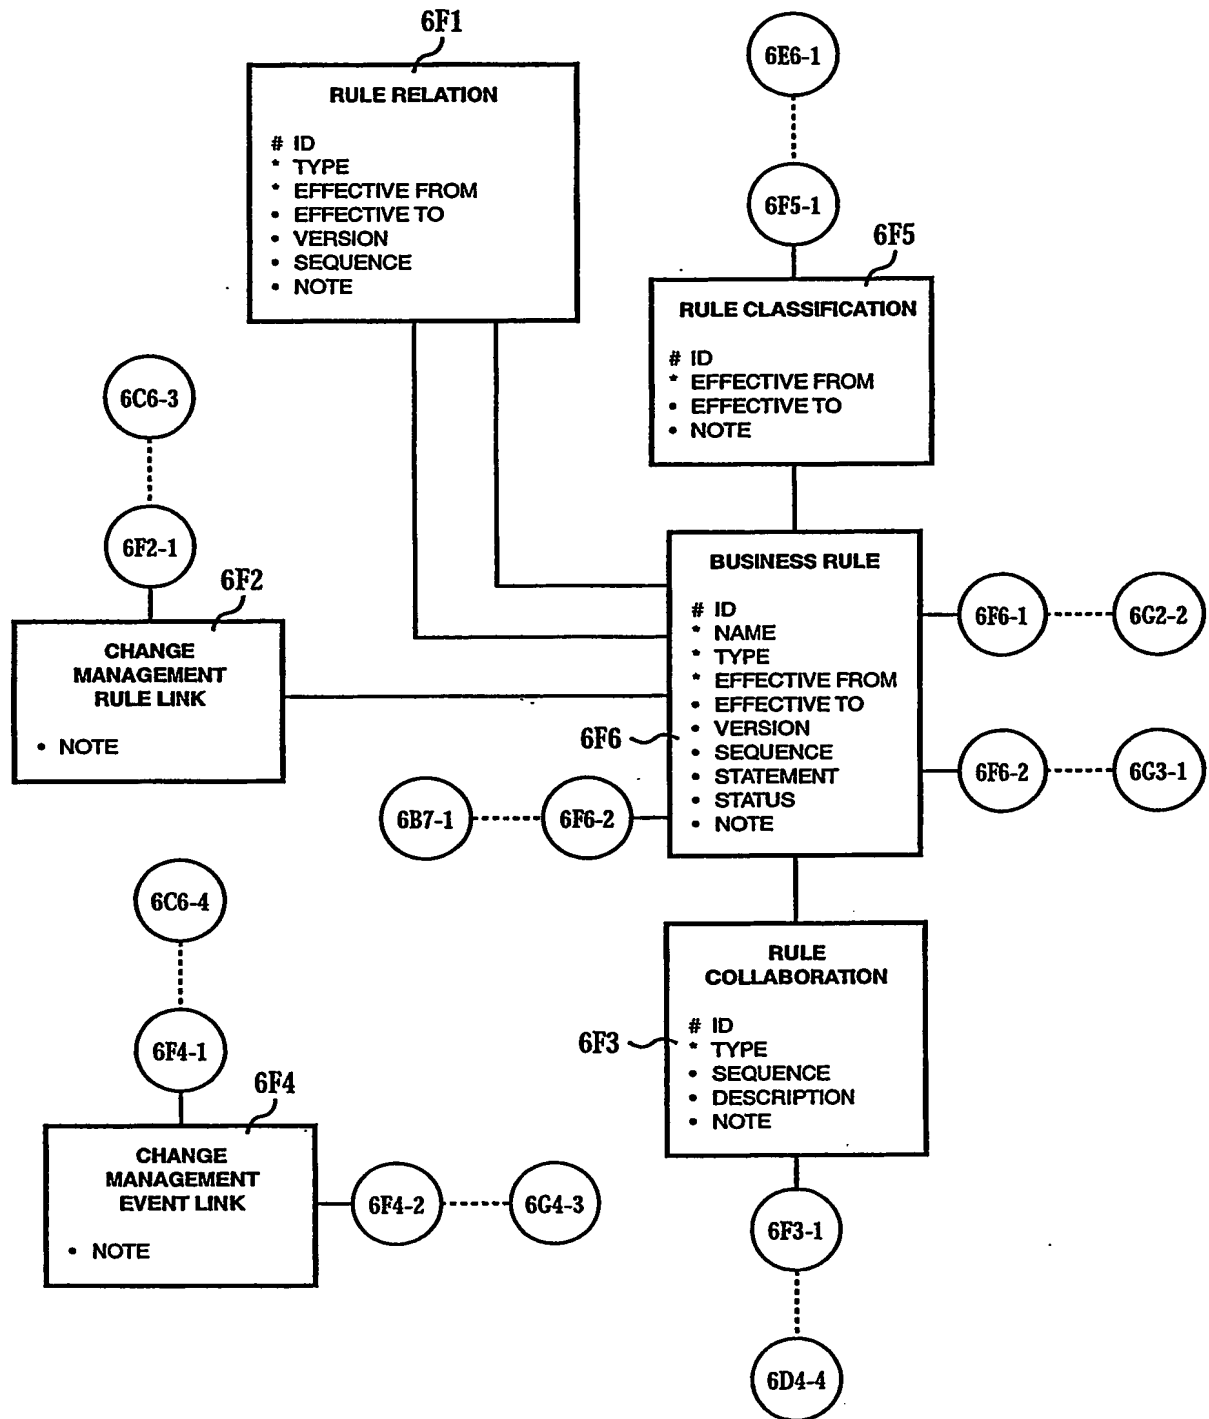 6F1
RULE RELATION
# ID
* TYPE
* EFFECTIVE FROM
• EFFECTIVE TO
• VERSION
• SEQUENCE
• NOTE
6E6-1
6F5-1
6F5
RULE CLASSIFICATION
# ID
* EFFECTIVE FROM
• EFFECTIVE TO
• NOTE
6C6-3
6F2-1
6F2
CHANGE
MANAGEMENT
RULE LINK
• NOTE
BUSINESS RULE
# ID
* NAME
* TYPE
* EFFECTIVE FROM
• EFFECTIVE TO
• VERSION
• SEQUENCE
• STATEMENT
• STATUS
• NOTE
6F6
6F6-1
6G2-2
6F6-2
6G3-1
6B7-1
6F6-2
6C6-4
6F4-1
6F4
CHANGE
MANAGEMENT
EVENT LINK
• NOTE
6F4-2
6G4-3
RULE
COLLABORATION
# ID
* TYPE
• SEQUENCE
• DESCRIPTION
• NOTE
6F3
6F3-1
6D4-4